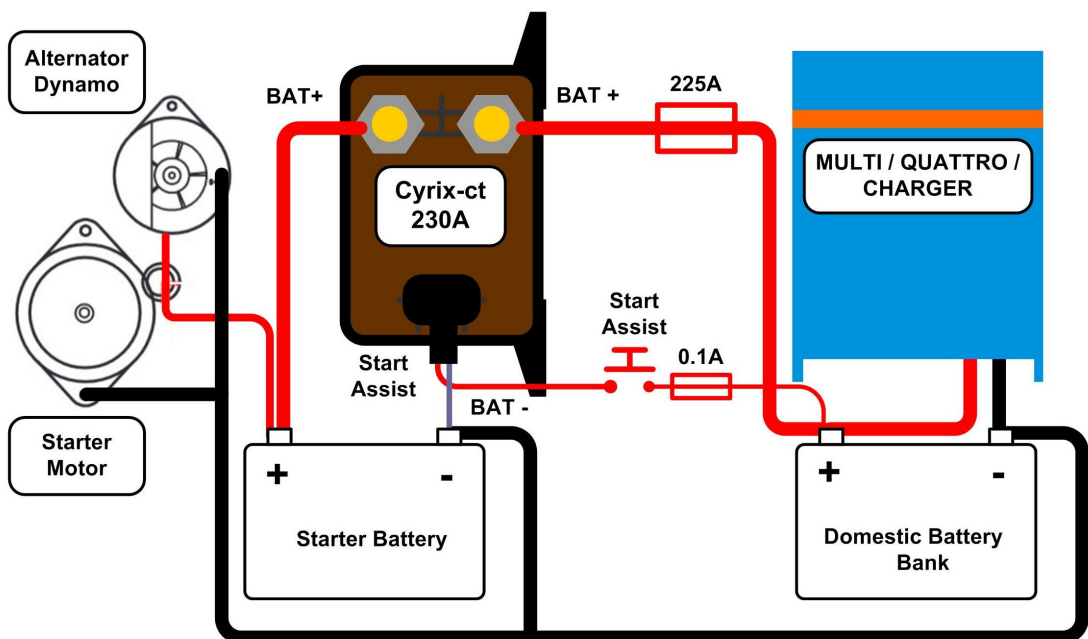 Alternator
Dynamo
BAT+
BAT +
225A
MULTI / QUATTRO /
CHARGER
Cyrix-ct
230A
Start
Assist
Start
Assist
0.1A
BAT -
Starter
Motor
+
-
Starter Battery
+
-
Domestic Battery
Bank